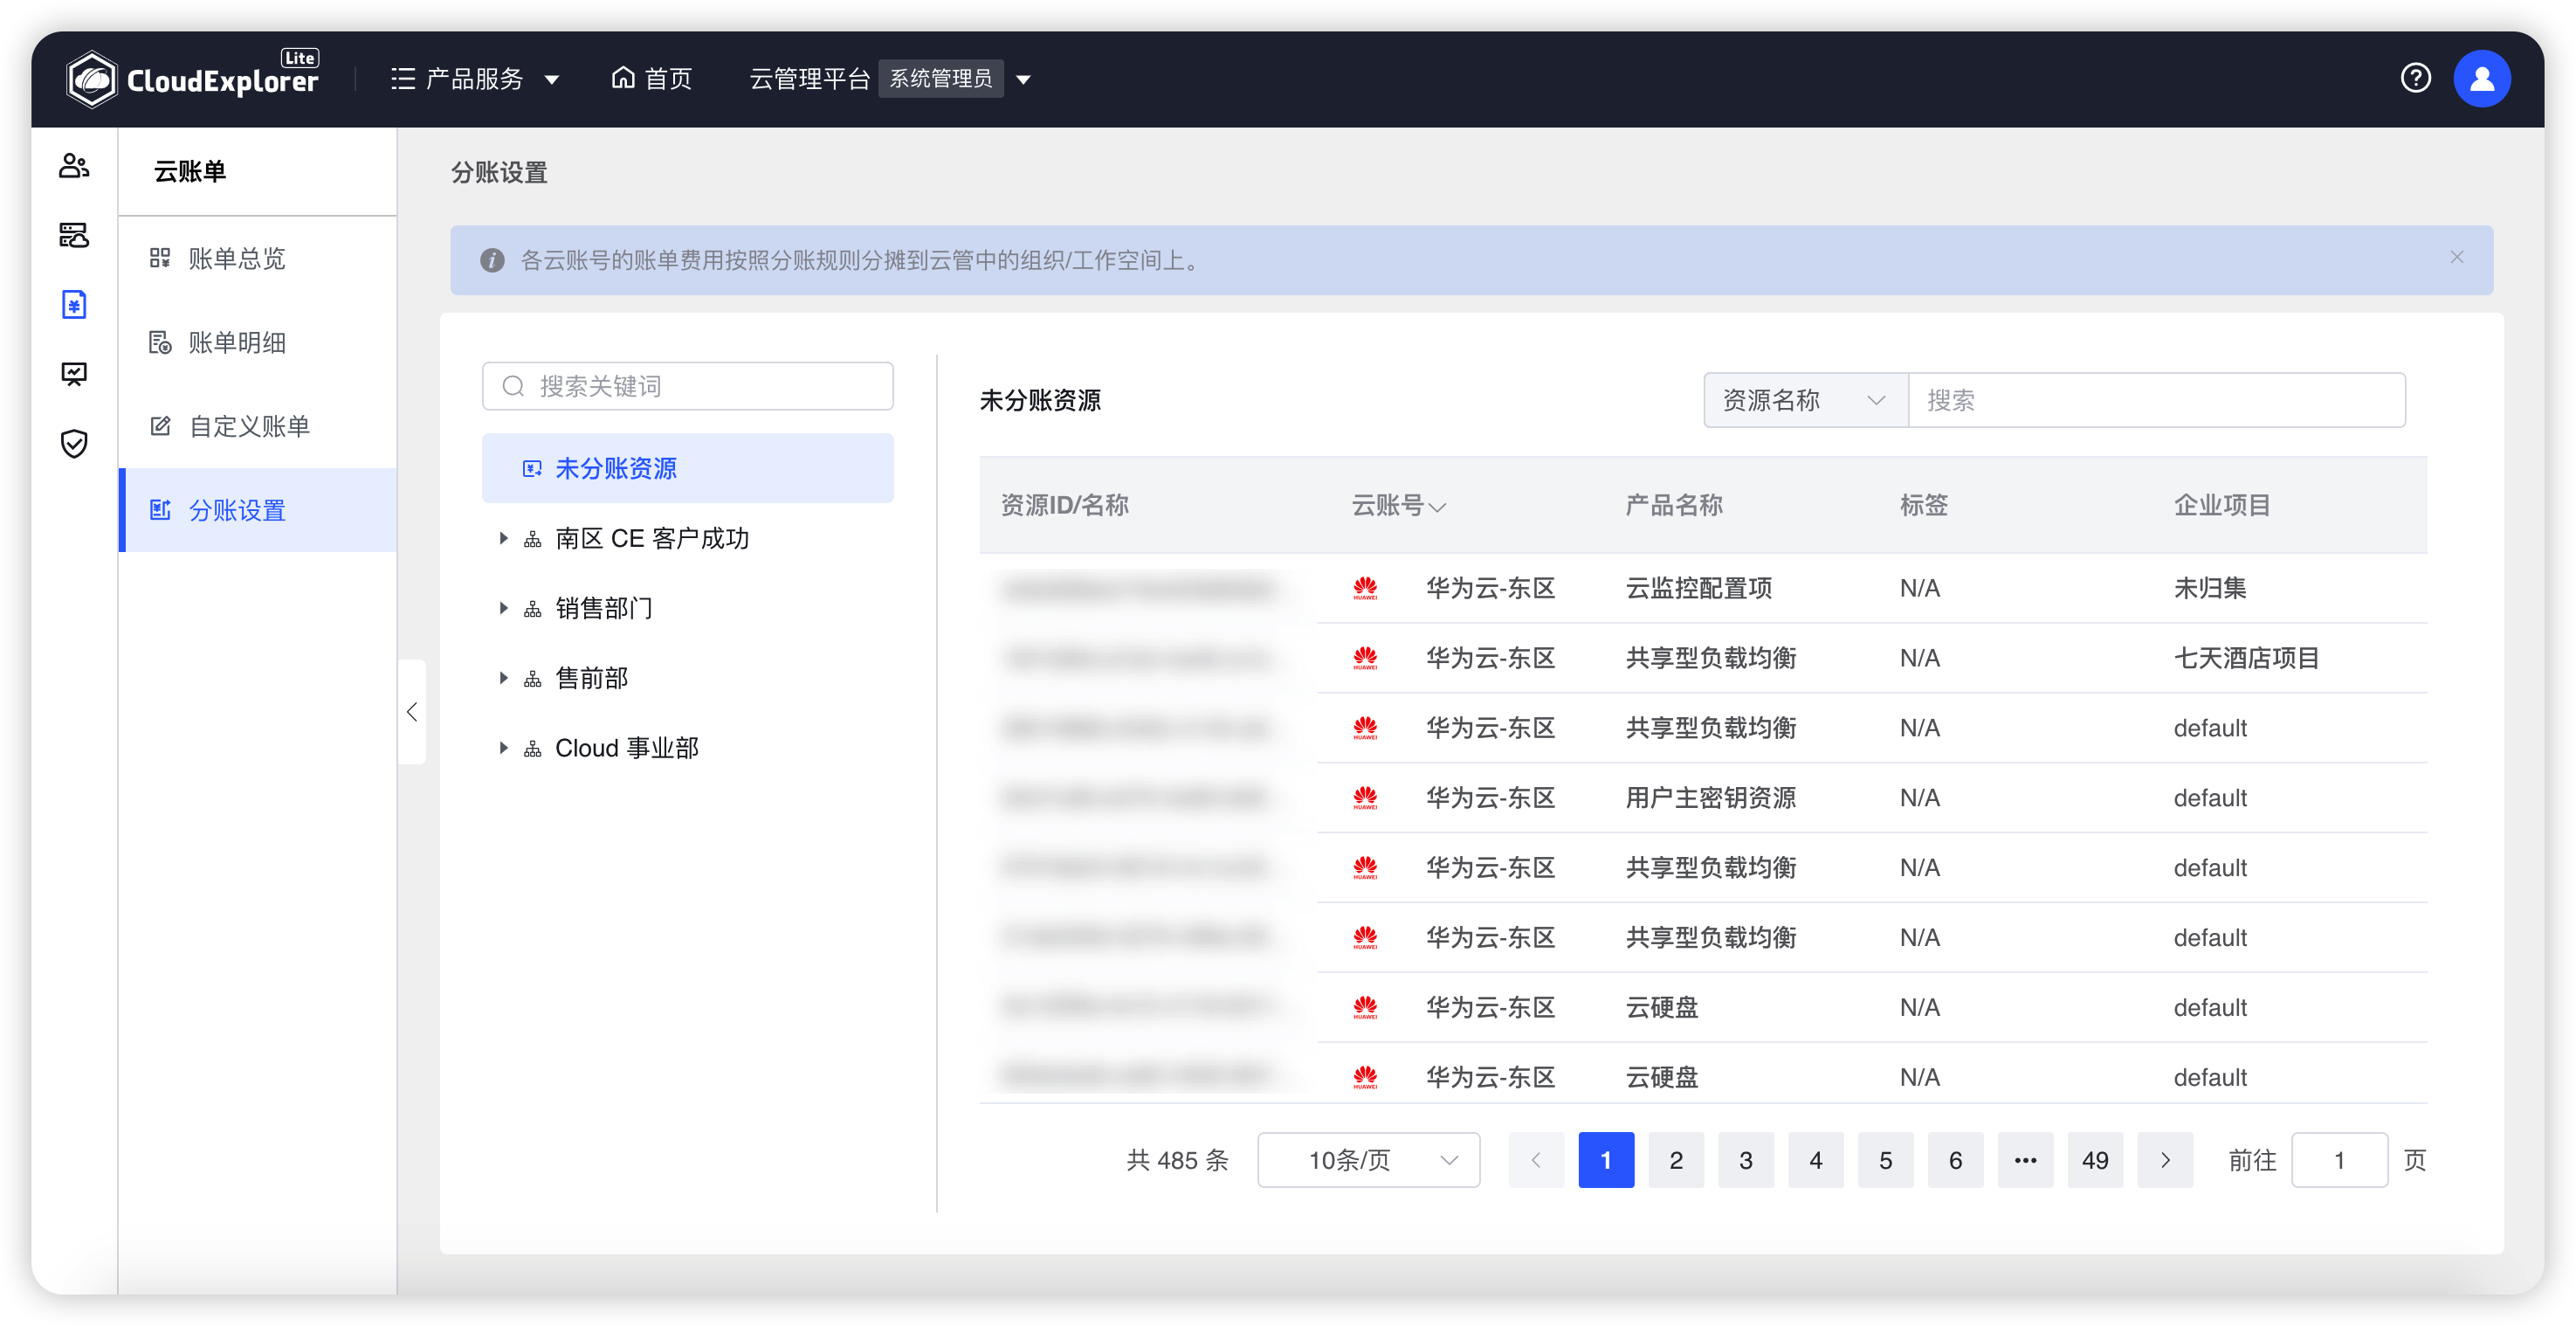 CloudExplorer Lite
产品服务
首页
云管理平台 系统管理员
云账单
账单总览
账单明细
自定义账单
分账设置
分账设置
各云账号的账单费用按照分账规则分摊到云管中的组织/工作空间上。
搜索关键词
未分账资源
南区 CE 客户成功
销售部门
售前部
Cloud 事业部
未分账资源
资源名称 搜索
资源ID/名称 云账号 产品名称 标签 企业项目
HUAWEI 华为云-东区 云监控配置项 N/A 未归集
HUAWEI 华为云-东区 共享型负载均衡 N/A 七天酒店项目
HUAWEI 华为云-东区 共享型负载均衡 N/A default
HUAWEI 华为云-东区 用户主密钥资源 N/A default
HUAWEI 华为云-东区 共享型负载均衡 N/A default
HUAWEI 华为云-东区 共享型负载均衡 N/A default
HUAWEI 华为云-东区 云硬盘 N/A default
HUAWEI 华为云-东区 云硬盘 N/A default
共 485 条 10条/页 1 2 3 4 5 6 ••• 49 前往 1 页